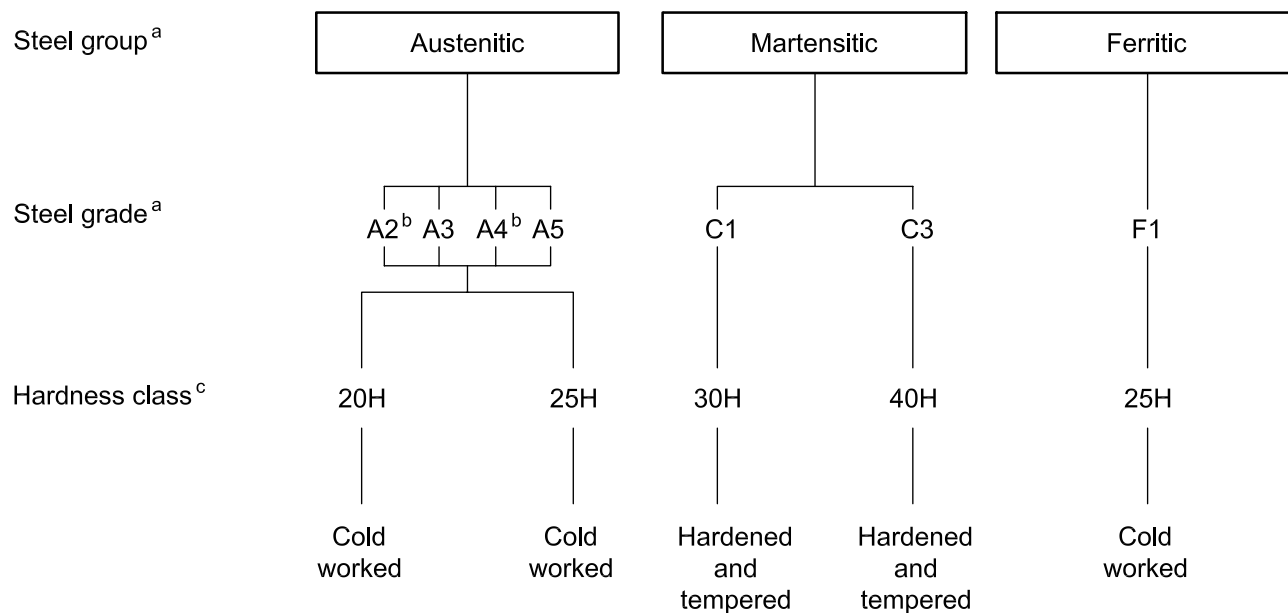 Steel group a Austenitic Martensitic Ferritic
Steel grade a A2 b A3 A4 b A5 C1 C3 F1
Hardness class c 20H 25H 30H 40H 25H
Cold Cold Hardened Hardened Cold
worked worked and and worked
tempered tempered